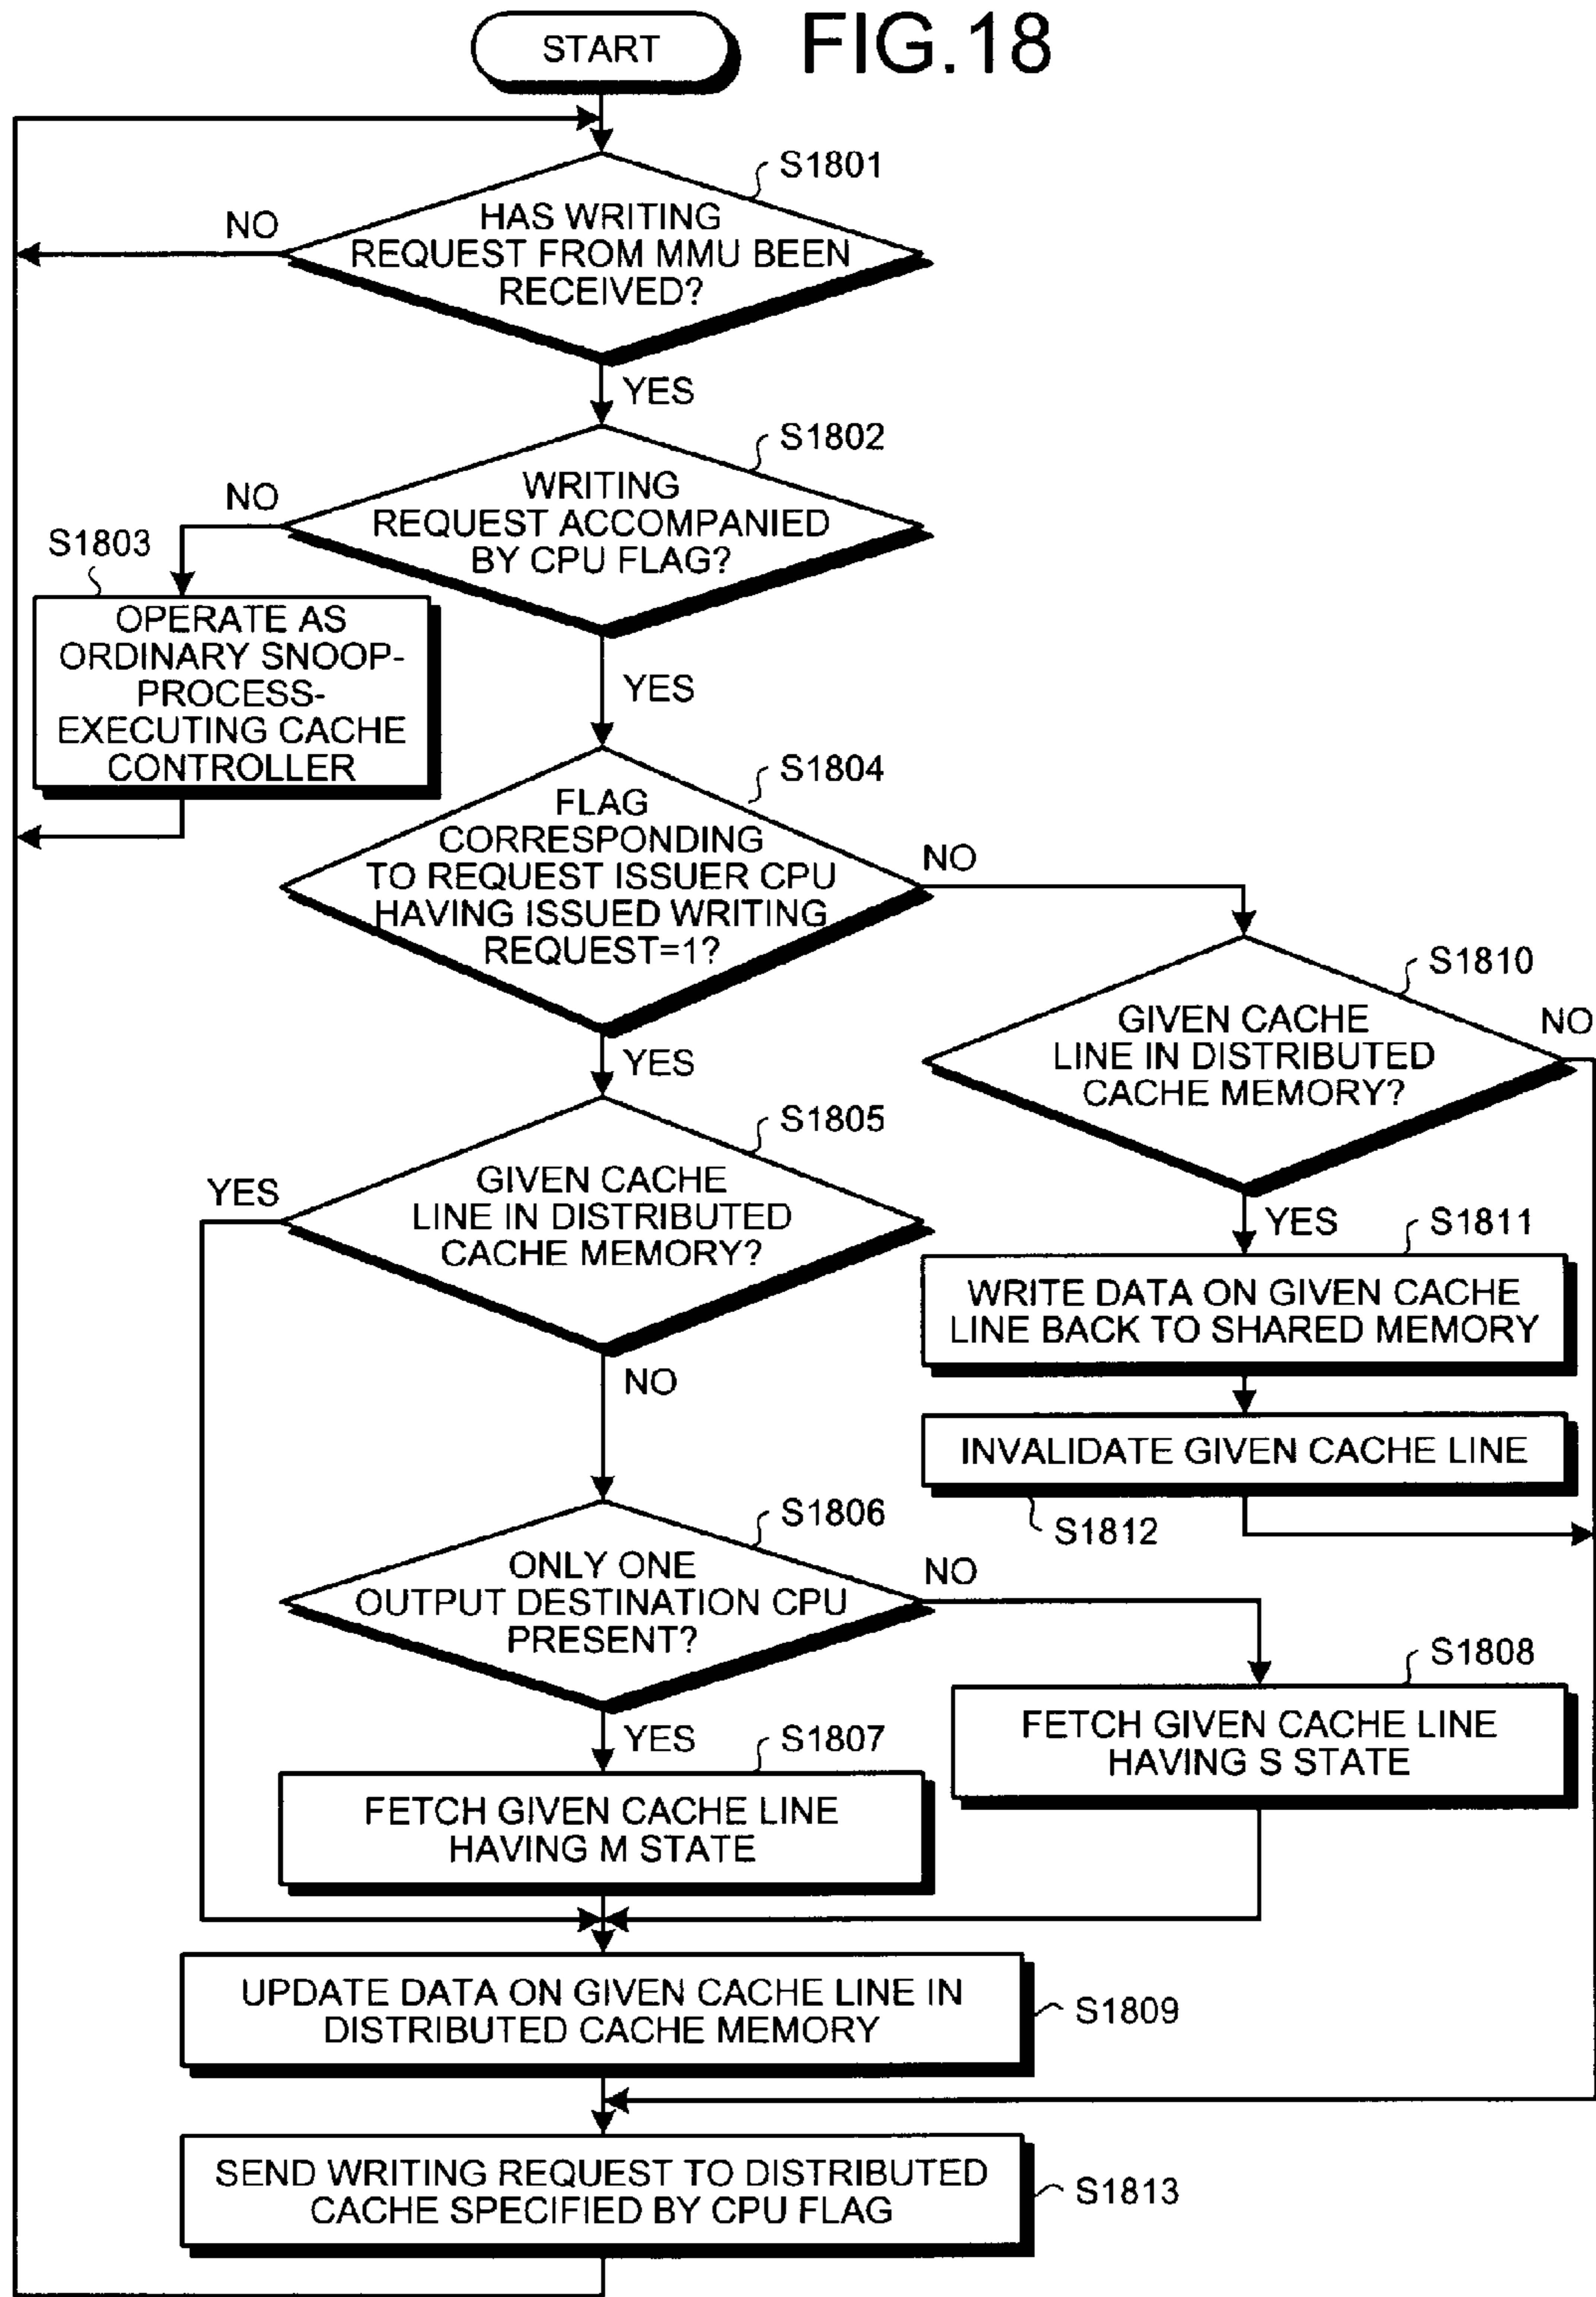 START
FIG.18
S1801
HAS WRITING
REQUEST FROM MMU BEEN
RECEIVED?
NO
YES
S1802
WRITING
REQUEST ACCOMPANIED
BY CPU FLAG?
NO
YES
S1803
OPERATE AS
ORDINARY SNOOP-
PROCESS-
EXECUTING CACHE
CONTROLLER
S1804
FLAG
CORRESPONDING
TO REQUEST ISSUER CPU
HAVING ISSUED WRITING
REQUEST=1?
NO
YES
S1805
GIVEN CACHE
LINE IN DISTRIBUTED
CACHE MEMORY?
YES
NO
S1806
ONLY ONE
OUTPUT DESTINATION CPU
PRESENT?
NO
YES
S1807
FETCH GIVEN CACHE LINE
HAVING M STATE
S1808
FETCH GIVEN CACHE LINE
HAVING S STATE
UPDATE DATA ON GIVEN CACHE LINE IN
DISTRIBUTED CACHE MEMORY
S1809
S1810
GIVEN CACHE
LINE IN DISTRIBUTED
CACHE MEMORY?
NO
YES
S1811
WRITE DATA ON GIVEN CACHE
LINE BACK TO SHARED MEMORY
INVALIDATE GIVEN CACHE LINE
S1812
SEND WRITING REQUEST TO DISTRIBUTED
CACHE SPECIFIED BY CPU FLAG
S1813